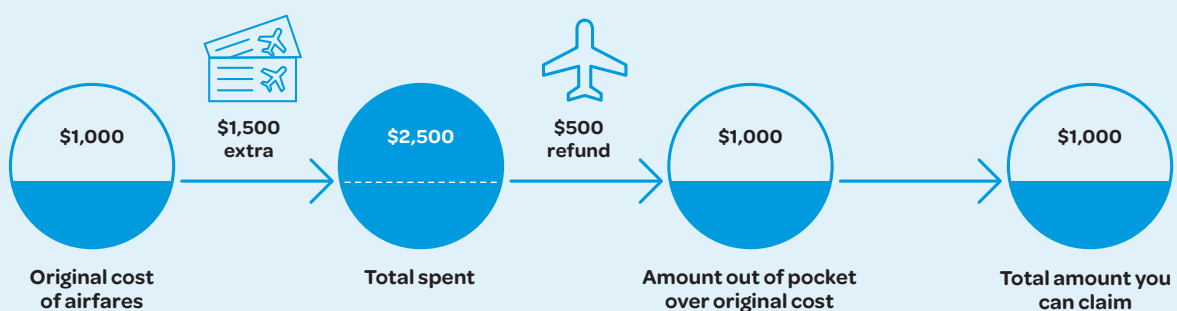 $1,000
$1,500
extra
$2,500
$500
refund
$1,000
$1,000
Original cost
of airfares
Total spent
Amount out of pocket
over original cost
Total amount you
can claim